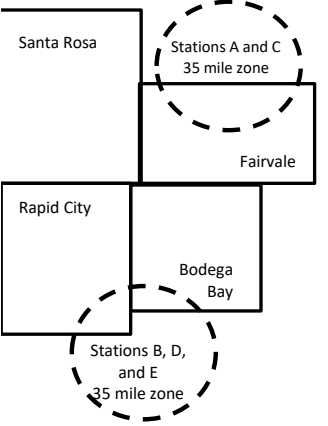 Santa Rosa
Stations A and C
35 mile zone
Fairvale
Rapid City
Bodega
Bay
Stations B, D,
and E
35 mile zone